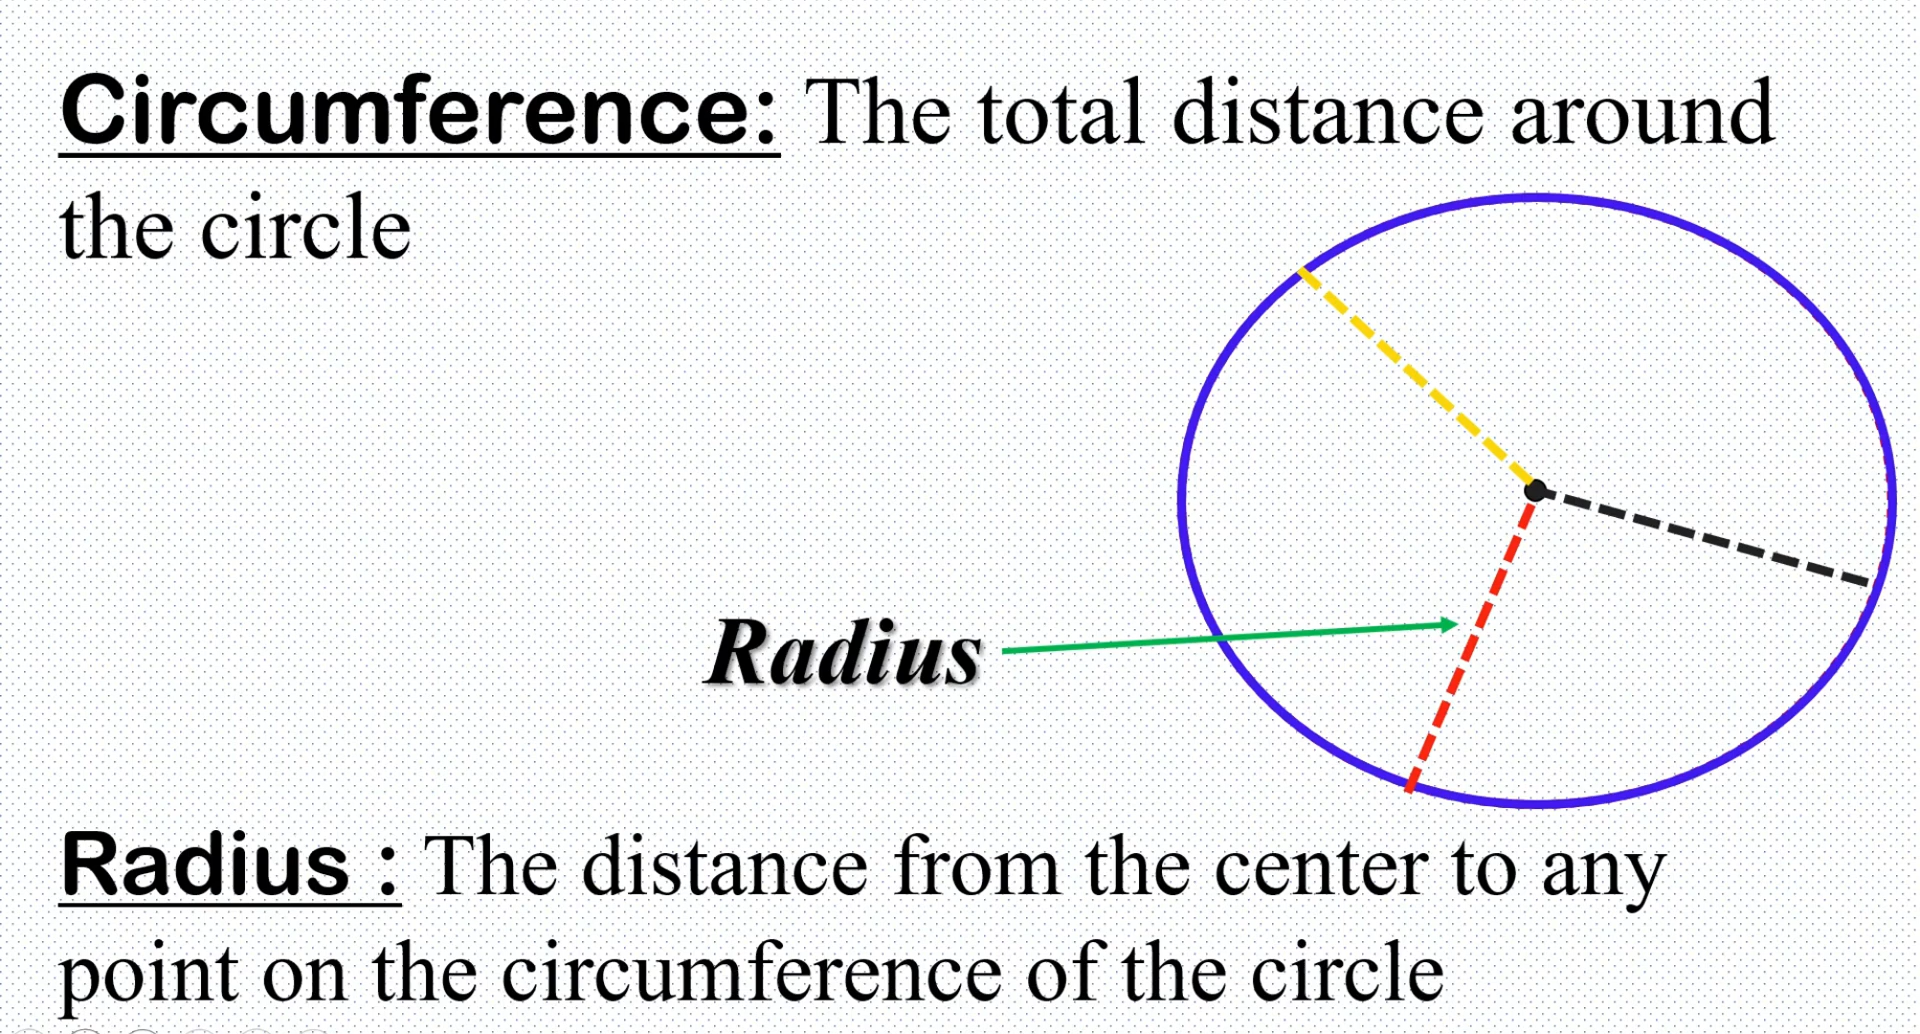 Circumference: The total distance around
the circle
Radius
Radius : The distance from the center to any
point on the circumference of the circle